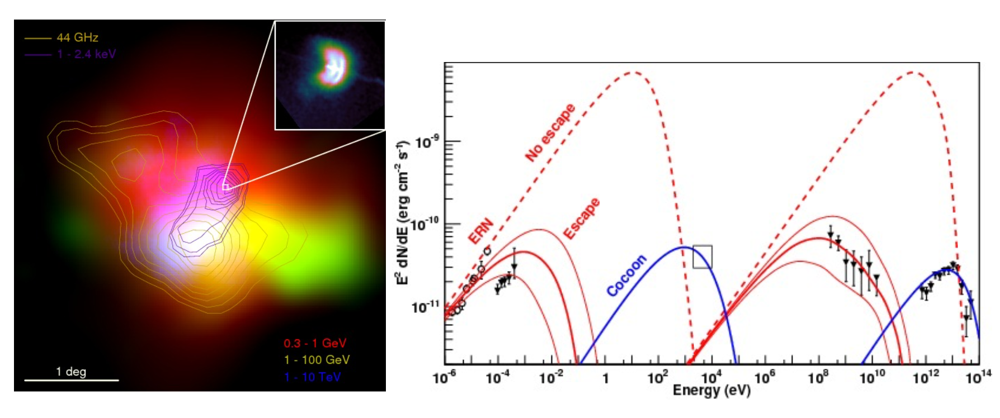 44 GHz
1 - 2.4 keV
0.3 - 1 GeV
1 - 100 GeV
1 - 10 TeV
1 deg
E² dN/dE (erg cm⁻² s⁻¹)
10⁻⁹
10⁻¹⁰
10⁻¹¹
No escape
ERN
Escape
Cocoon
10⁻⁶ 10⁻⁴ 10⁻² 1 10² 10⁴ 10⁶ 10⁸ 10¹⁰ 10¹² 10¹⁴
Energy (eV)